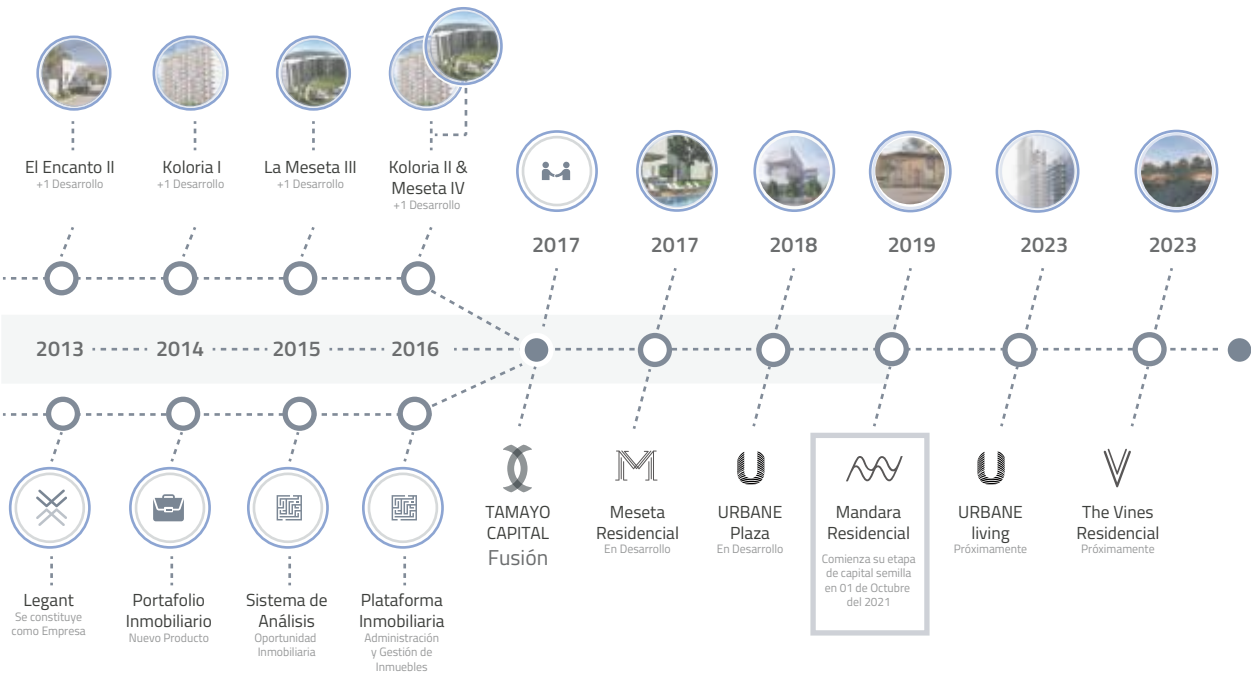 El Encanto II
+1 Desarrollo
Koloria I
+1 Desarrollo
La Meseta III
+1 Desarrollo
Koloria II &
Meseta IV
+1 Desarrollo
2017
2017
2018
2019
2023
2023
2013
2014
2015
2016
Legant
Se constituye
como Empresa
Portafolio
Inmobiliario
Nuevo Producto
Sistema de
Análisis
Oportunidad
Inmobiliaria
Plataforma
Inmobiliaria
Administración
y Gestión de
Inmuebles
TAMAYO
CAPITAL
Fusión
Meseta
Residencial
En Desarrollo
URBANE
Plaza
En Desarrollo
Mandara
Residencial
Comienza su etapa
de capital semilla
en 01 de Octubre
del 2021
URBANE
living
Próximamente
The Vines
Residencial
Próximamente